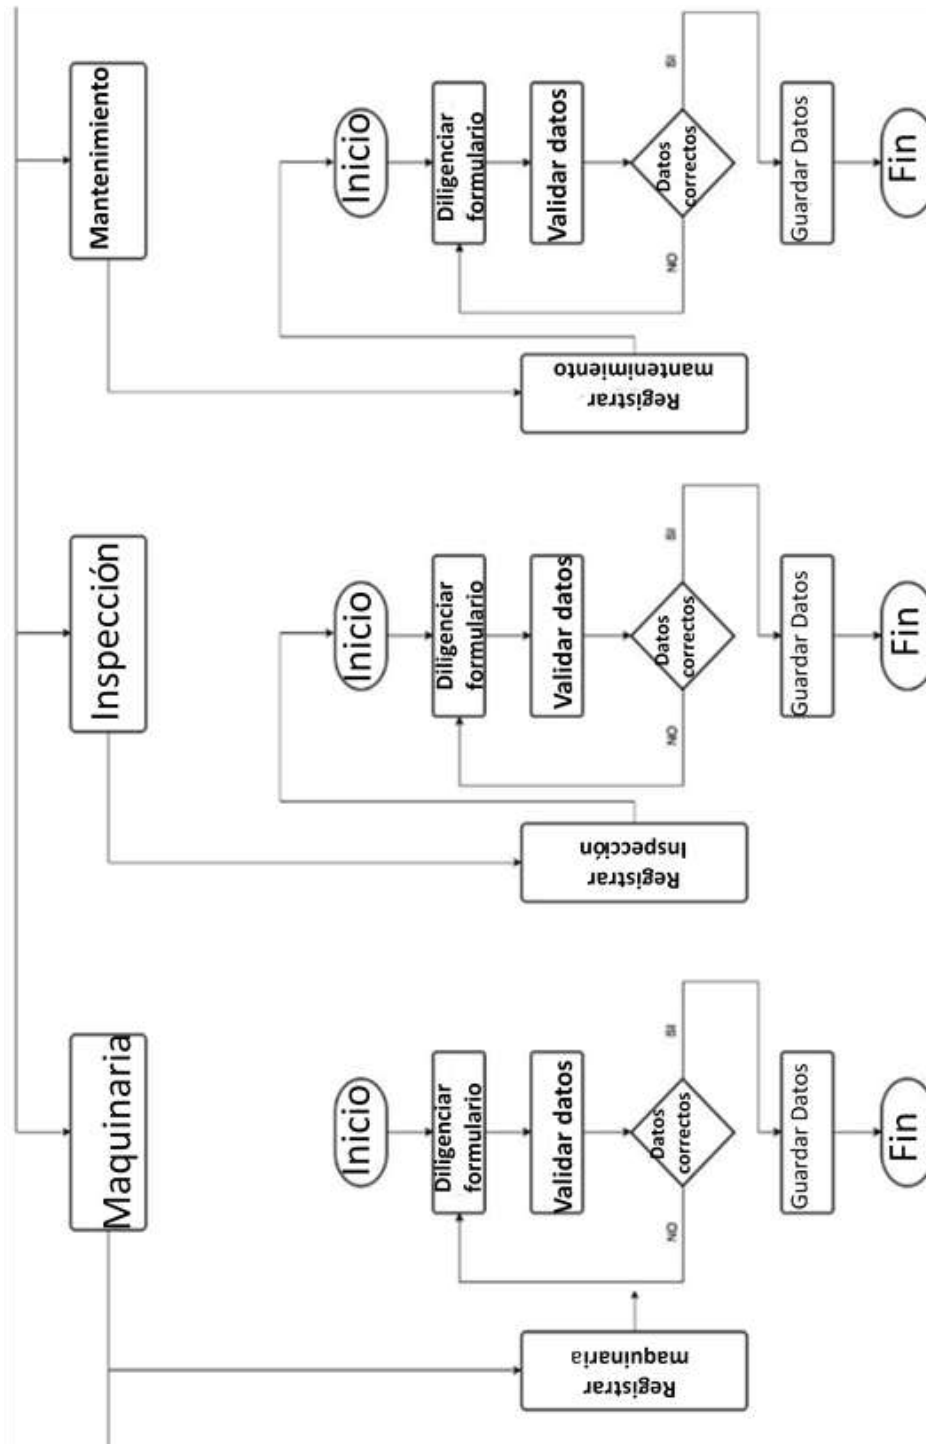 Mantenimiento
Inicio
Diligenciar
formulario
Validar datos
Datos
correctos
SI
NO
Guardar Datos
Fin
Registrar
mantenimiento
Inspección
Inicio
Diligenciar
formulario
Validar datos
Datos
correctos
SI
NO
Guardar Datos
Fin
Registrar
Inspección
Maquinaria
Inicio
Diligenciar
formulario
Validar datos
Datos
correctos
SI
NO
Guardar Datos
Fin
Registrar
maquinaria